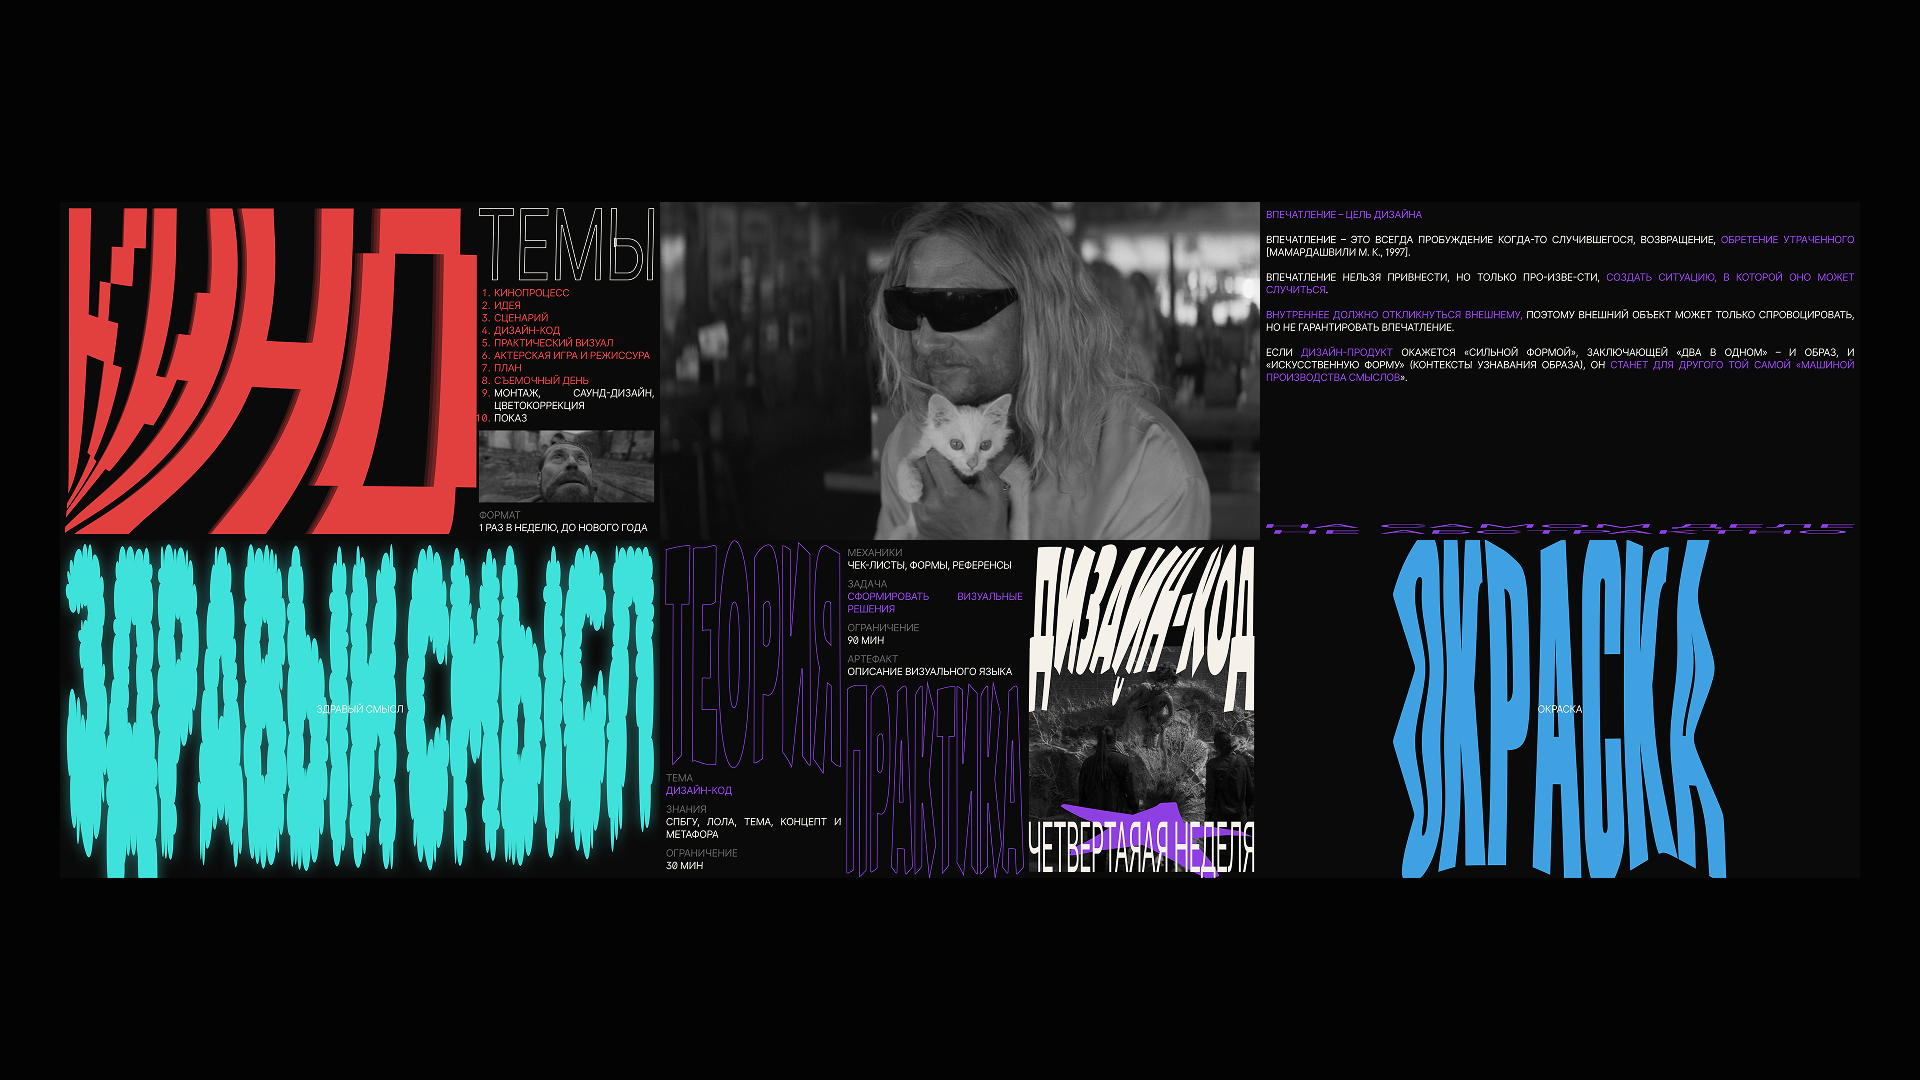 КИНО
ТЕМЫ
1. КИНОПРОЦЕСС
2. ИДЕЯ
3. СЦЕНАРИЙ
4. ДИЗАЙН-КОД
5. ПРАКТИЧЕСКИЙ ВИЗУАЛ
6. АКТЕРСКАЯ ИГРА И РЕЖИССУРА
7. ПЛАН
8. СЪЕМОЧНЫЙ ДЕНЬ
9. МОНТАЖ, САУНД-ДИЗАЙН,
ЦВЕТОКОРРЕКЦИЯ
10. ПОКАЗ
ФОРМАТ
1 РАЗ В НЕДЕЛЮ, ДО НОВОГО ГОДА
ВПЕЧАТЛЕНИЕ – ЦЕЛЬ ДИЗАЙНА
ВПЕЧАТЛЕНИЕ – ЭТО ВСЕГДА ПРОБУЖДЕНИЕ КОГДА-ТО СЛУЧИВШЕГОСЯ, ВОЗВРАЩЕНИЕ, ОБРЕТЕНИЕ УТРАЧЕННОГО
[МАМАРДАШВИЛИ М. К., 1997].
ВПЕЧАТЛЕНИЕ НЕЛЬЗЯ ПРИВНЕСТИ, НО ТОЛЬКО ПРО-ИЗВЕ-СТИ, СОЗДАТЬ СИТУАЦИЮ, В КОТОРОЙ ОНО МОЖЕТ
СЛУЧИТЬСЯ.
ВНУТРЕННЕЕ ДОЛЖНО ОТКЛИКНУТЬСЯ ВНЕШНЕМУ, ПОЭТОМУ ВНЕШНИЙ ОБЪЕКТ МОЖЕТ ТОЛЬКО СПРОВОЦИРОВАТЬ,
НО НЕ ГАРАНТИРОВАТЬ ВПЕЧАТЛЕНИЕ.
ЕСЛИ ДИЗАЙН-ПРОДУКТ ОКАЖЕТСЯ «СИЛЬНОЙ ФОРМОЙ», ЗАКЛЮЧАЮЩЕЙ «ДВА В ОДНОМ» – И ОБРАЗ, И
«ИСКУССТВЕННУЮ ФОРМУ» (КОНТЕКСТЫ УЗНАВАНИЯ ОБРАЗА), ОН СТАНЕТ ДЛЯ ДРУГОГО ТОЙ САМОЙ «МАШИНОЙ
ПРОИЗВОДСТВА СМЫСЛОВ».
НА САМОМ ДЕЛЕ
НЕ АБСТРАКТНО
ЗДРАВЫЙ СМЫСЛ
ЗДРАВЫЙ СМЫСЛ
ТЕОРИЯ
ТЕМА
ДИЗАЙН-КОД
ЗНАНИЯ
СПБГУ, ЛОЛА, ТЕМА, КОНЦЕПТ И
МЕТАФОРА
ОГРАНИЧЕНИЕ
30 МИН
МЕХАНИКИ
ЧЕК-ЛИСТЫ, ФОРМЫ, РЕФЕРЕНСЫ
ЗАДАЧА
СФОРМИРОВАТЬ ВИЗУАЛЬНЫЕ
РЕШЕНИЯ
ОГРАНИЧЕНИЕ
90 МИН
АРТЕФАКТ
ОПИСАНИЕ ВИЗУАЛЬНОГО ЯЗЫКА
ПРАКТИКА
ДИЗАЙН-КОД
ЧЕТВЕРТАЯАЯ НЕДЕЛЯ
ОКРАСКА
ОКРАСКА